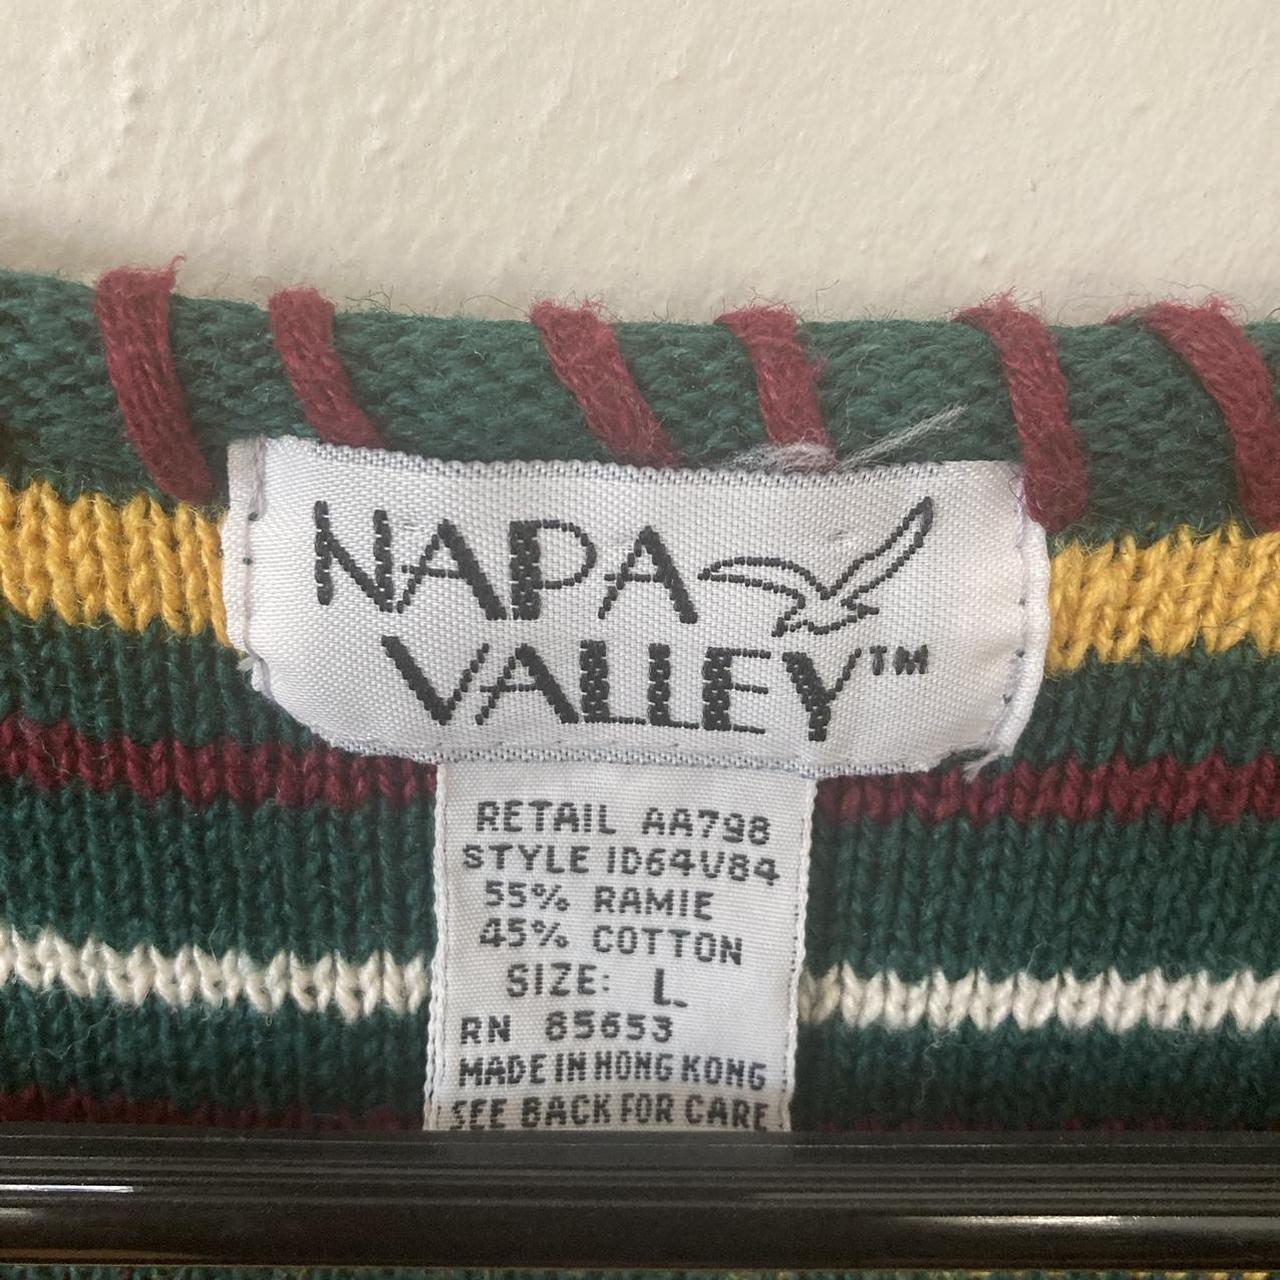 NAPA
VALLEY™
RETAIL AA798
STYLE ID64V84
55% RAMIE
45% COTTON
SIZE: L
RN 85653
MADE IN HONG KONG
SEE BACK FOR CARE